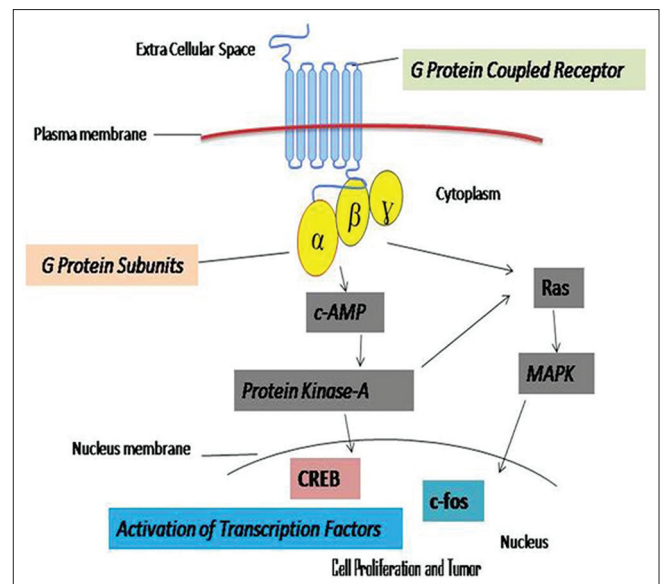 Extra Cellular Space
G Protein Coupled Receptor
Plasma membrane
Cytoplasm
α
β
γ
G Protein Subunits
Ras
c-AMP
Protein Kinase-A
MAPK
Nucleus membrane
CREB
c-fos
Activation of Transcription Factors
Nucleus
Cell Proliferation and Tumor